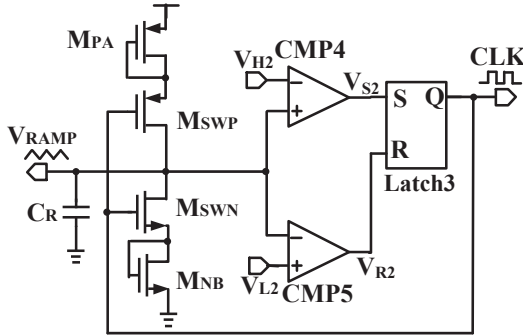 MPA
VH2
CMP4
VS2
CLK
S
Q
MSWP
VRAMP
R
Latch3
CR
MSWN
MNB
VL2
CMP5
VR2